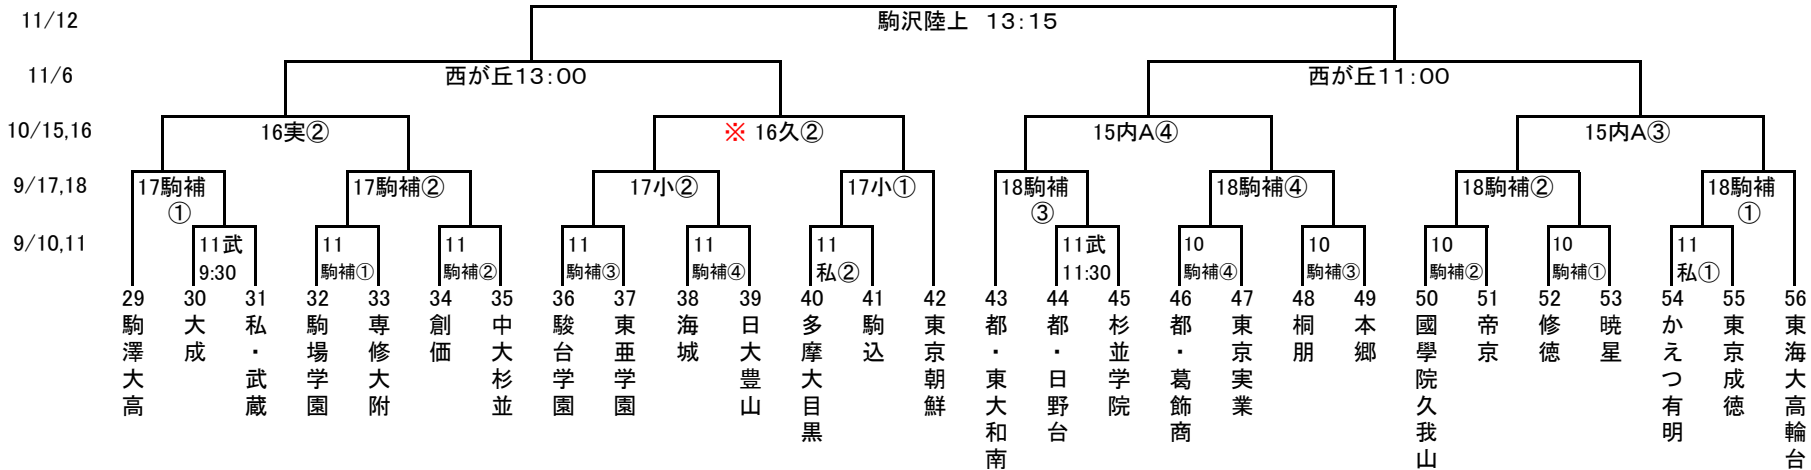 11/12
駒沢陸上 13:15
11/6
西が丘13:00
西が丘11:00
10/15,16
16実②
※ 16久②
15内A④
15内A③
9/17,18
17駒補
①
17駒補②
17小②
17小①
18駒補
③
18駒補④
18駒補②
18駒補
①
9/10,11
11武
9:30
11
駒補①
11
駒補②
11
駒補③
11
駒補④
11
私②
11武
11:30
10
駒補④
10
駒補③
10
駒補②
10
駒補①
11
私①
29
駒澤大高
30
大成
31
私・武蔵
32
駒場学園
33
専修大附
34
創価
35
中大杉並
36
駿台学園
37
東亜学園
38
海城
39
日大豊山
40
多摩大目黒
41
駒込
42
東京朝鮮
43
都・東大和南
44
都・日野台
45
杉並学院
46
都・葛飾商
47
東京実業
48
桐朋
49
本郷
50
國學院久我山
51
帝京
52
修徳
53
暁星
54
かえつ有明
55
東京成徳
56
東海大高輪台